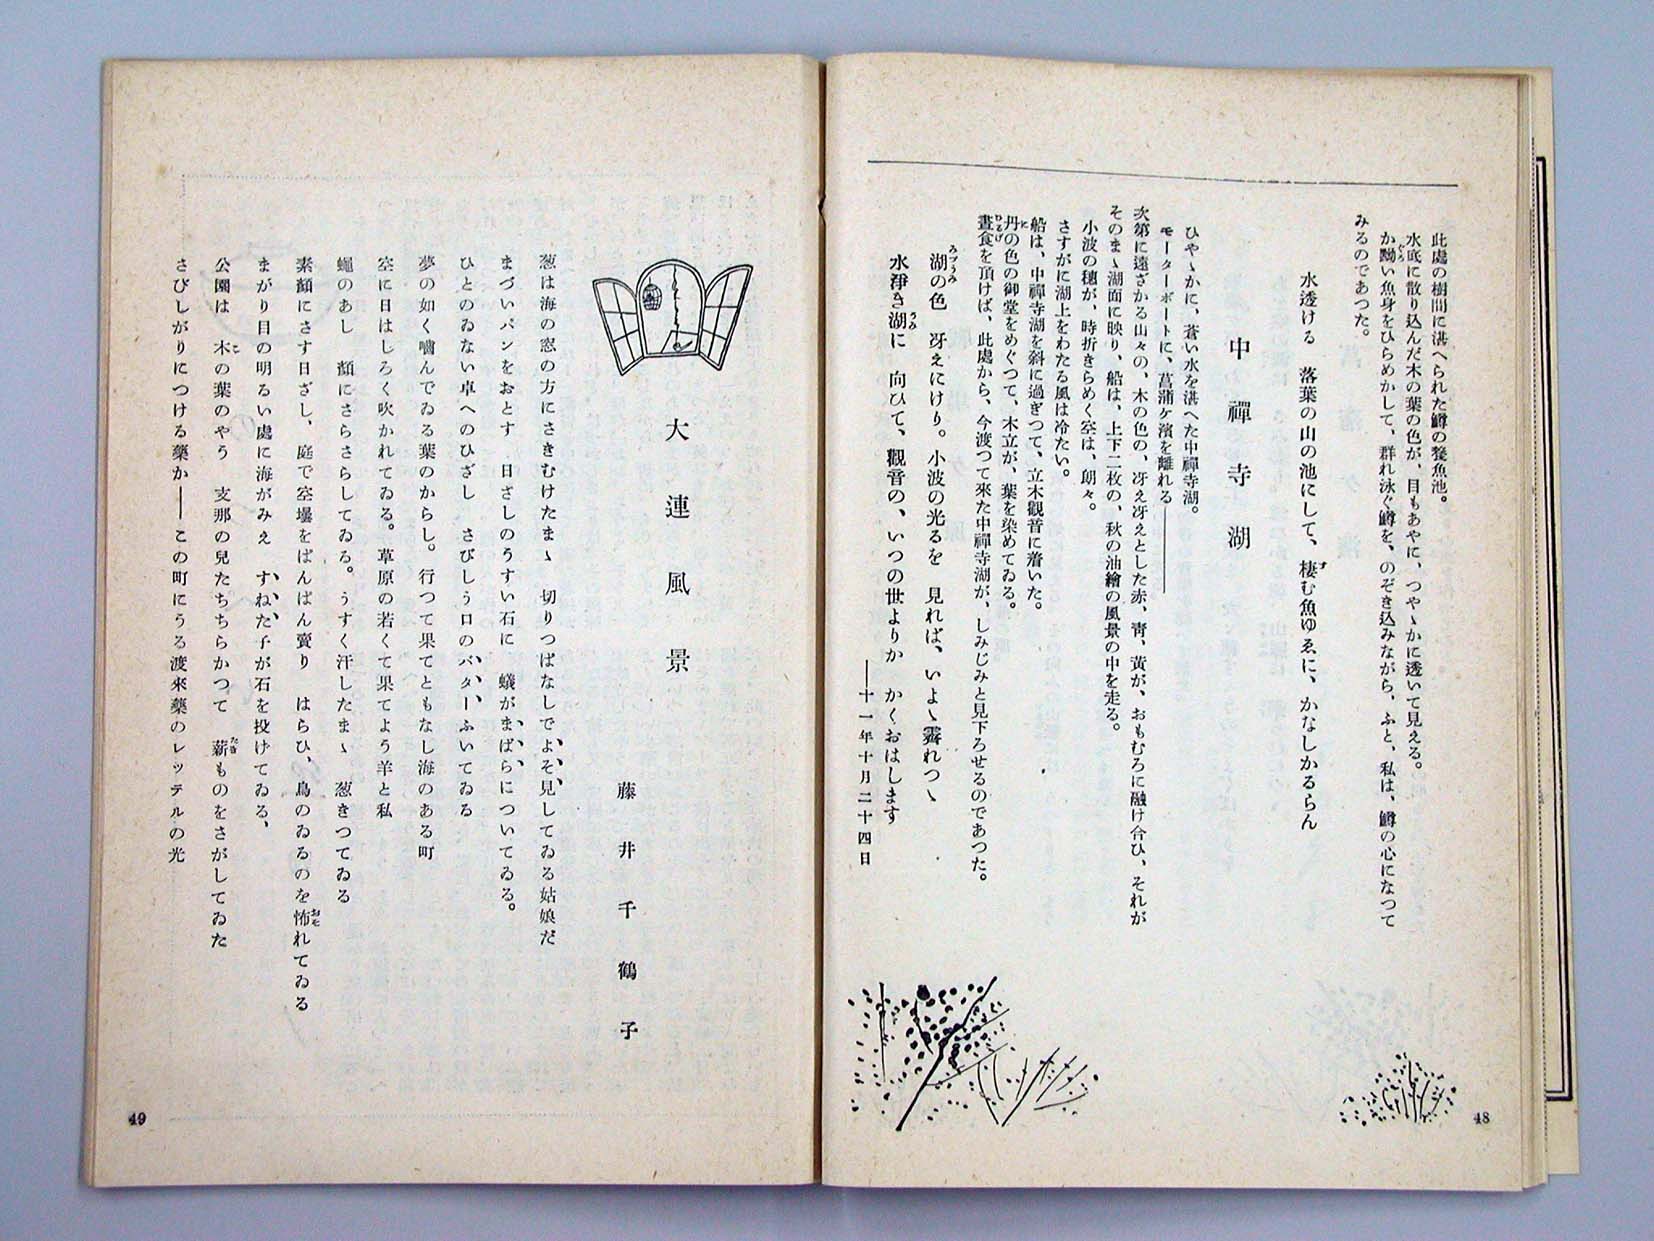 此處の樹間に湛へられた鱒の養魚池。
水底に散り込んだ木の葉の色が、目もあやに、つやゝかに透いて見える。
か黝い魚身をひらめかして、群れ泳ぐ鱒を、のぞき込みながら、ふと、私は、鱒の心になつて
みるのであつた。
水透ける 落葉の山の池にして、棲む魚ゆゑに、かなしかるらん
中禪寺湖
ひやゝかに、蒼い水を湛へた中禪寺湖。
モーターボートに、菖蒲ケ濱を離れる――
次第に遠ざかる山々の、木の色の、冴え冴えとした赤、靑、黃が、おもむろに融け合ひ、それが
そのまゝ湖面に映り、船は、上下二枚の、秋の油繪の風景の中を走る。
小波の穗が、時折きらめく空は、朗々。
さすがに湖上をわたる風は冷たい。
船は、中禪寺湖を斜に過ぎつて、立木觀音に着いた。
丹の色の御堂をめぐつて、木立が、葉を染めてゐる。
晝食を頂けば、此處から、今渡つて來た中禪寺湖が、しみじみと見下ろせるのであつた。
湖の色 冴えにけり。小波の光るを 見れば、いよゝ霽れつゝ
水淨き湖に 向ひて、觀音の、いつの世よりか かくおはします
――十一年十月二十四日
48
大連風景
藤井千鶴子
葱は海の窓の方にさきむけたまゝ 切りつぱなしでよそ見してゐる姑娘だ
まづいパンをおとす 日ざしのうすい石に 蟻がまばらについてゐる。
ひとのゐない卓へのひざし さびしう口のバターふいてゐる
夢の如く嚙んでゐる葉のからし。行つて果てともなし海のある町
空に日はしろく吹かれてゐる。草原の若くて果てよう羊と私
蠅のあし 顏にさらさらしてゐる。うすく汗したまゝ 葱きつてゐる
素顏にさす日ざし、庭で空壜をぱんぱん賣り はらひ、鳥のゐるのを怖れてゐる
まがり目の明るい處に海がみえ すねた子が石を投げてゐる、
公園は 木の葉のやう 支那の兒たちちらかつて 薪ものをさがしてゐた
さびしがりにつける藥か――この町にうる渡來藥のレッテルの光
49